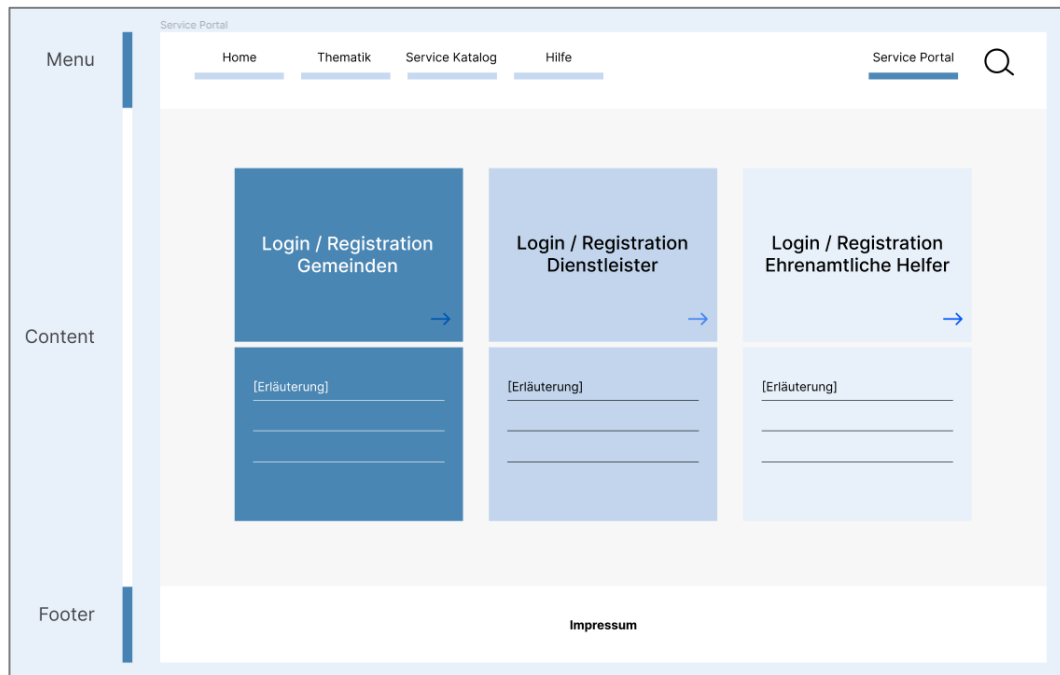 Service Portal
Menu
Home
Thematik
Service Katalog
Hilfe
Service Portal
Content
Login / Registration
Gemeinden
Login / Registration
Dienstleister
Login / Registration
Ehrenamtliche Helfer
[Erläuterung]
[Erläuterung]
[Erläuterung]
Footer
Impressum